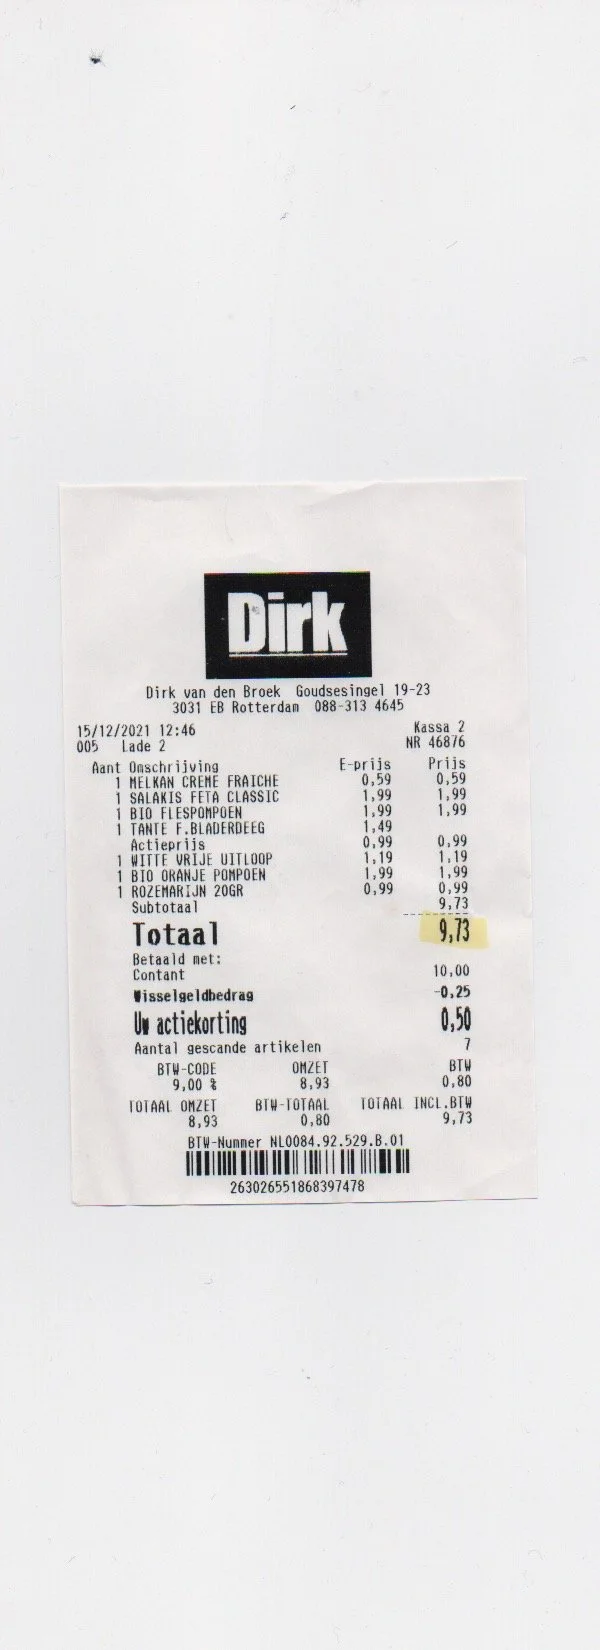 Dirk
Dirk van den Broek Goudsesingel 19-23
3031 EB Rotterdam 088-313 4645
15/12/2021 12:46 Kassa 2
005 Lade 2 NR 46876
Aant Omschrijving E-prijs Prijs
1 MELKAN CREME FRAICHE 0,59 0,59
1 SALAKIS FETA CLASSIC 1,99 1,99
1 BIO FLESPOMPOEN 1,99 1,99
1 TANTE F.BLADERDEEG 1,49
Actieprijs 0,99 0,99
1 WITTE VRIJE UITLOOP 1,19 1,19
1 BIO ORANJE POMPOEN 1,99 1,99
1 ROZEMARIJN 20GR 0,99 0,99
Subtotaal 9,73
Totaal 9,73
Betaald met:
Contant 10,00
Wisselgeldbedrag -0,25
Uw actiekorting 0,50
Aantal gescande artikelen 7
BTW-CODE OMZET BTW
9,00 % 8,93 0,80
TOTAAL OMZET BTW-TOTAAL TOTAAL INCL.BTW
8,93 0,80 9,73
BTW-Nummer NL0084.92.529.B.01
263026551868397478